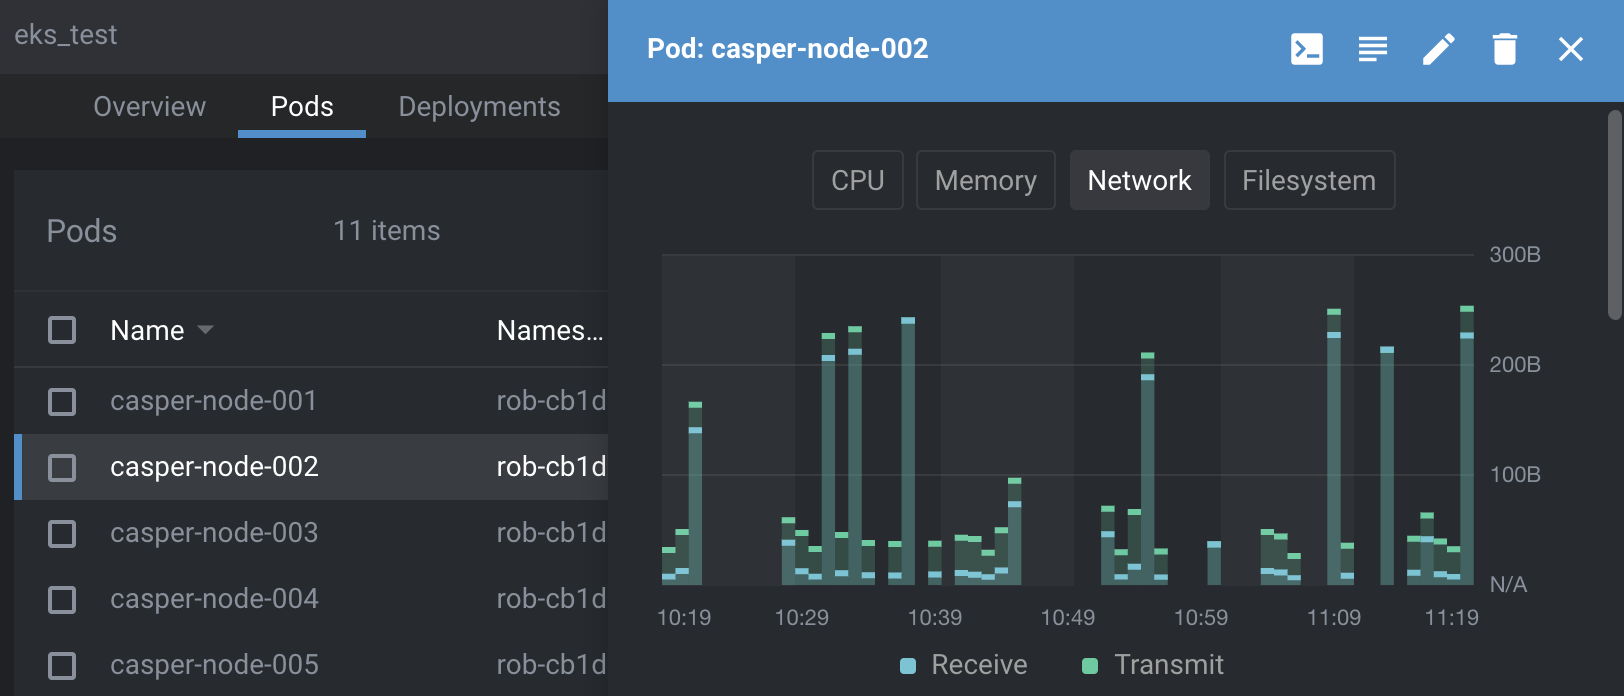 eks_test
Overview Pods Deployments
Pods 11 items
Name Names...
casper-node-001 rob-cb1d
casper-node-002 rob-cb1d
casper-node-003 rob-cb1d
casper-node-004 rob-cb1d
casper-node-005 rob-cb1d
Pod: casper-node-002
CPU Memory Network Filesystem
300B
200B
100B
N/A
10:19 10:29 10:39 10:49 10:59 11:09 11:19
Receive Transmit